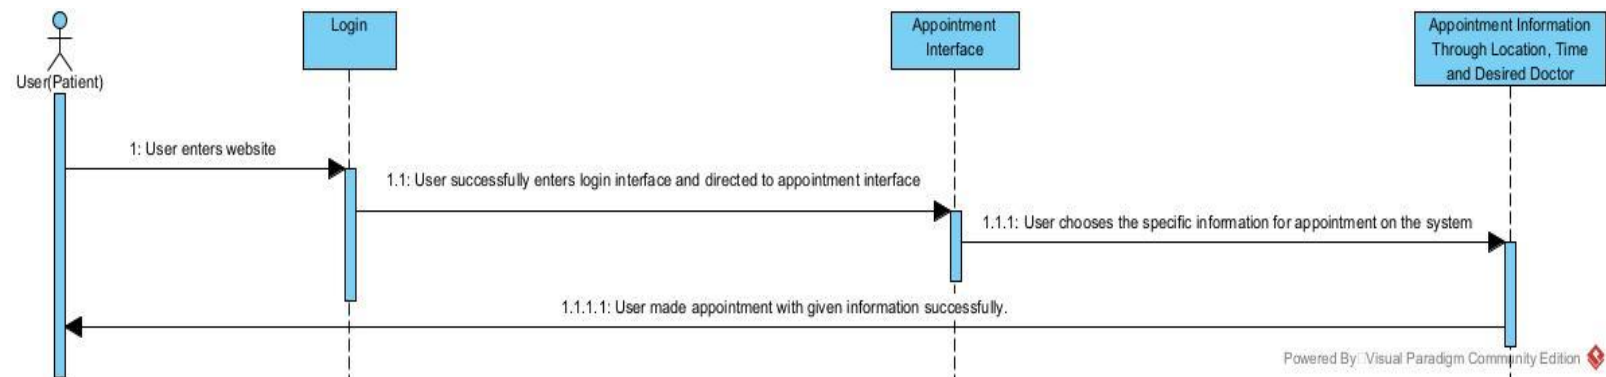 Login
Appointment
Interface
Appointment Information
Through Location, Time
and Desired Doctor
User(Patient)
1: User enters website
1.1: User successfully enters login interface and directed to appointment interface
1.1.1: User chooses the specific information for appointment on the system
1.1.1.1: User made appointment with given information successfully.
Powered By Visual Paradigm Community Edition